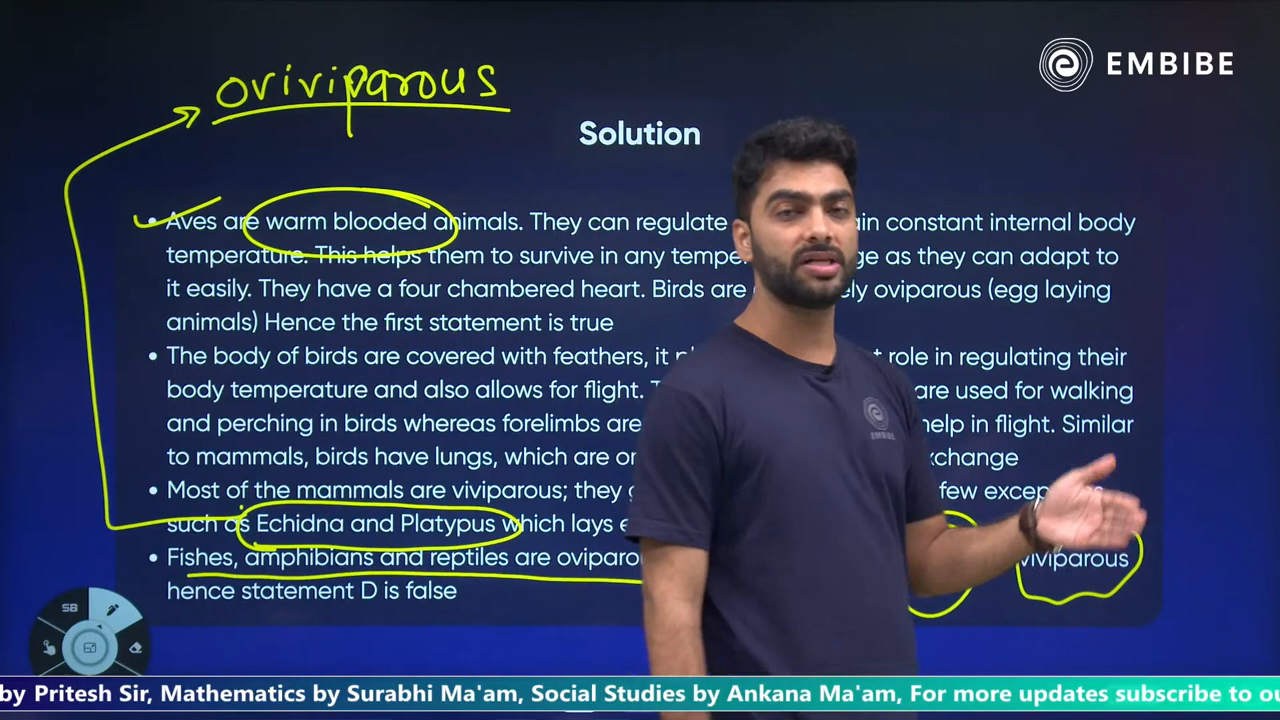 EMBIBE
oviviparous
Solution
• Aves are warm blooded animals. They can regulate ain constant internal body
temperature. This helps them to survive in any tempe ge as they can adapt to
it easily. They have a four chambered heart. Birds are ely oviparous (egg laying
animals) Hence the first statement is true
• The body of birds are covered with feathers, it pl t role in regulating their
body temperature and also allows for flight. T are used for walking
and perching in birds whereas forelimbs are help in flight. Similar
to mammals, birds have lungs, which are or xchange
• Most of the mammals are viviparous; they g few excep
such as Echidna and Platypus which lays e
• Fishes, amphibians and reptiles are oviparo viviparous
hence statement D is false
SB
EMBIBE
by Pritesh Sir, Mathematics by Surabhi Ma'am, Social Studies by Ankana Ma'am, For more updates subscribe to ou